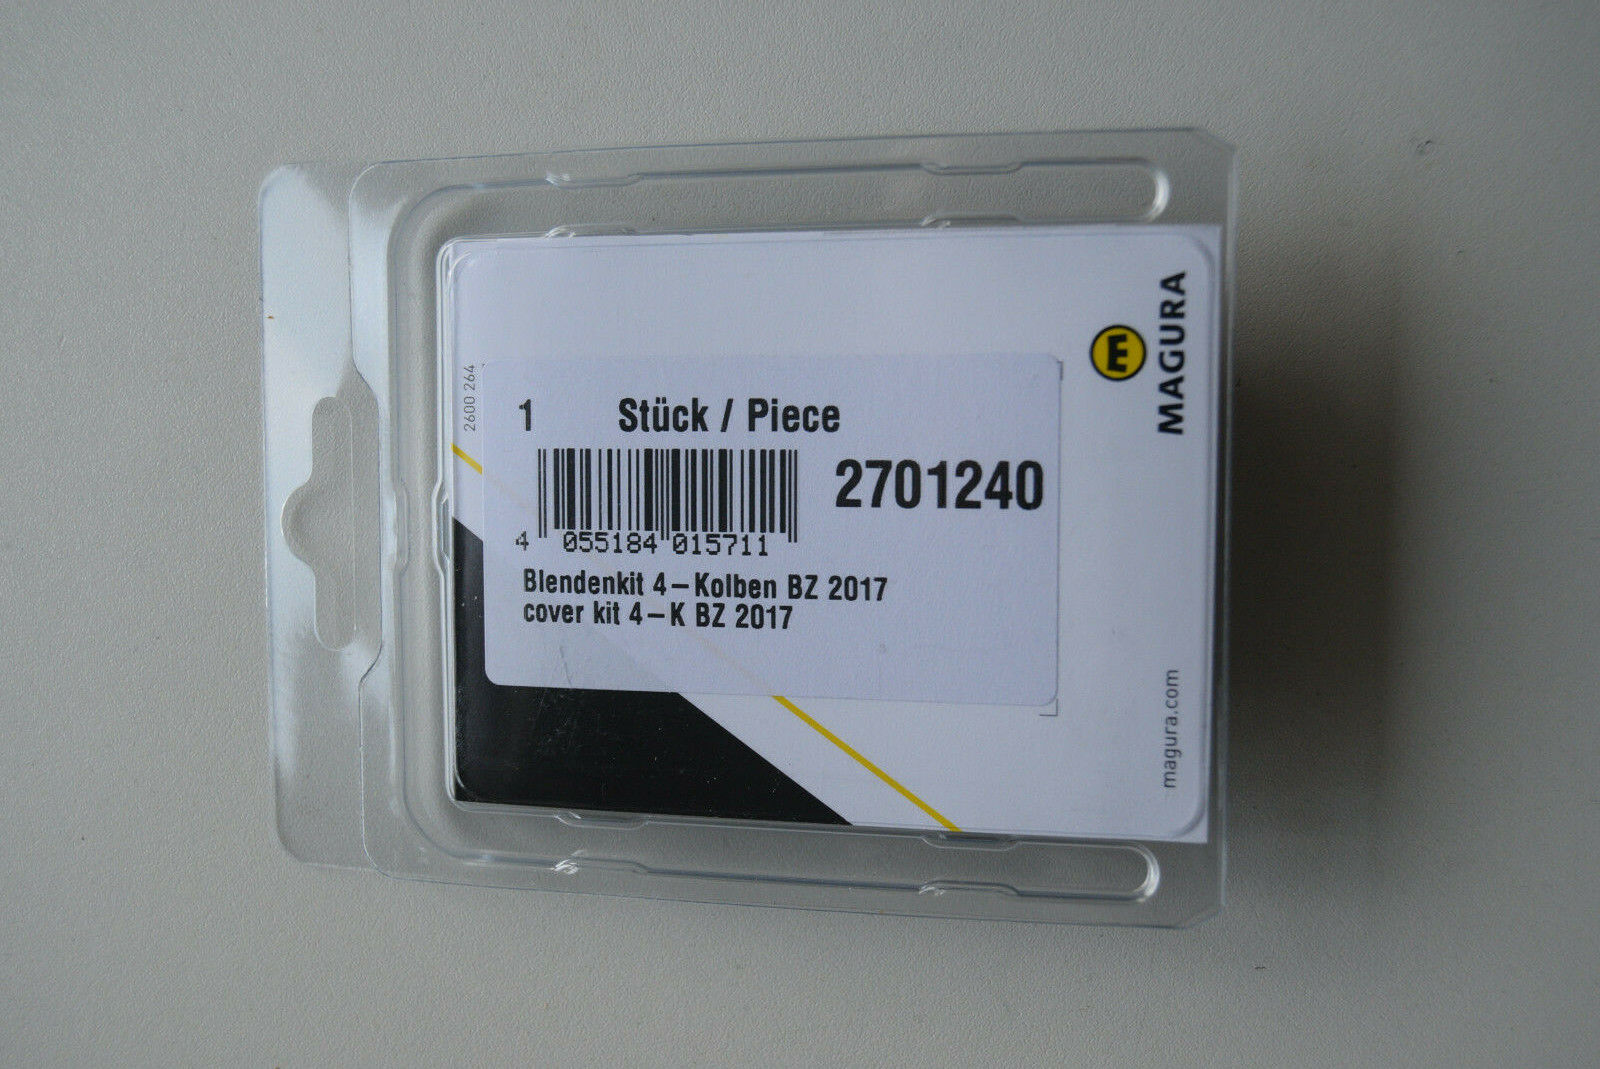 1 Stück / Piece
2701240
4 055184 015711
Blendenkit 4-Kolben BZ 2017
cover kit 4-K BZ 2017
2600 264
MAGURA
magura.com